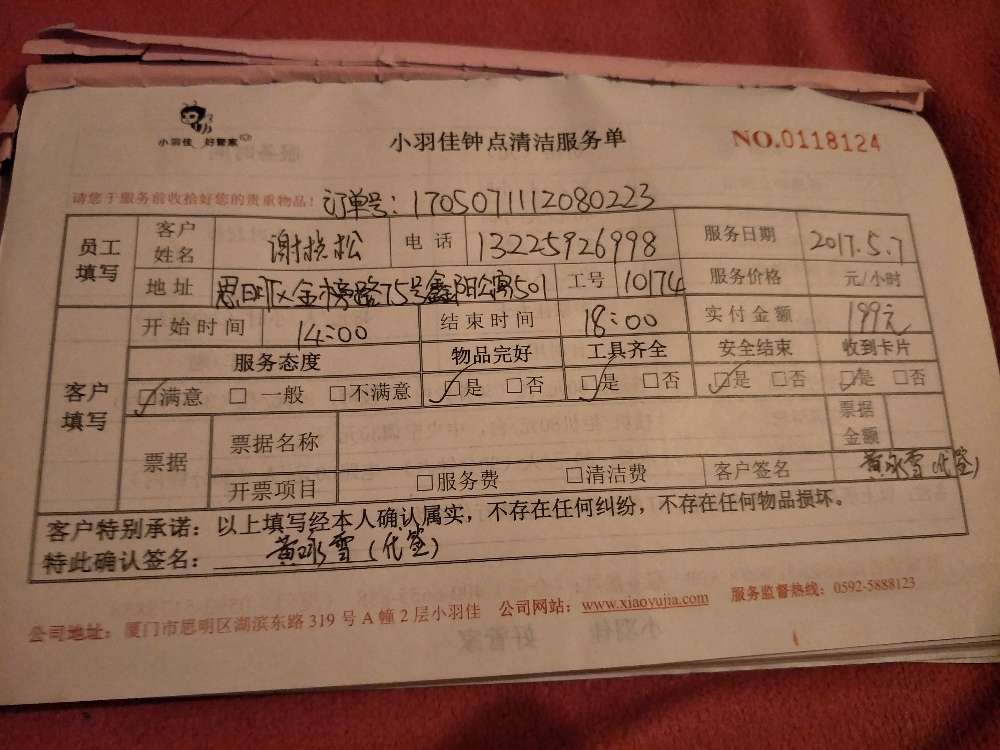 小羽佳 好管家
小羽佳钟点清洁服务单
NO.0118124
请您于服务前收拾好您的贵重物品！
订单号：1705071112080223
员工填写 客户姓名 谢挠松 电话 13225926998 服务日期 2017.5.7
地址 思明区金榜路75号鑫阳公寓501 工号 10174 服务价格 元/小时
客户填写 开始时间 14:00 结束时间 18:00 实付金额 199元
服务态度 物品完好 工具齐全 安全结束 收到卡片
☑满意 □一般 □不满意 ☑是 □否 ☑是 □否 ☑是 □否 ☑是 □否
票据 票据名称 票据金额
开票项目 □服务费 □清洁费 客户签名 黄咏雪(代签)
客户特别承诺：以上填写经本人确认属实，不存在任何纠纷，不存在任何物品损坏。
特此确认签名：黄咏雪(代签)
公司地址：厦门市思明区湖滨东路319号A幢2层小羽佳 公司网站：www.xiaoyujia.com 服务监督热线：0592-5888123